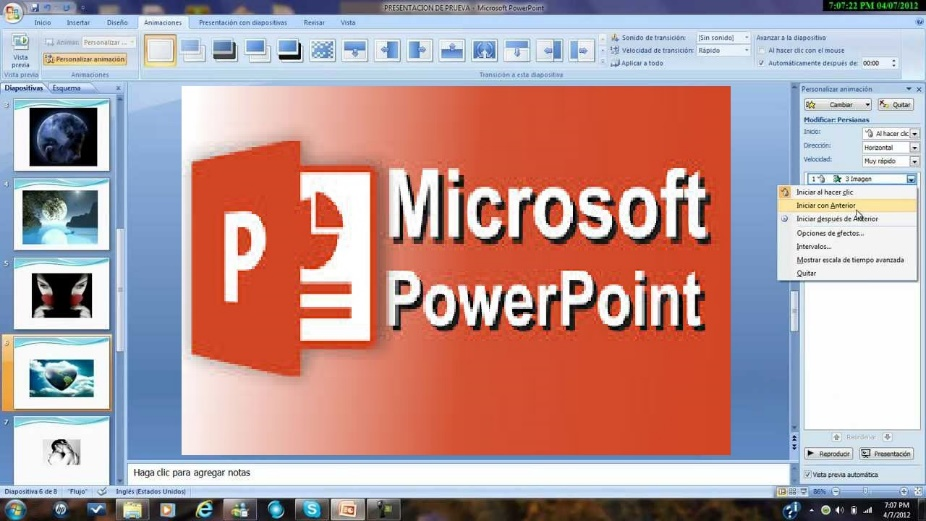 PRESENTACION DE PRUEVA - Microsoft PowerPoint
7:07:22 PM 04/07/2012
Inicio
Insertar
Diseño
Animaciones
Presentación con diapositivas
Revisar
Vista
Vista previa
Animar:
Personalizar ...
Personalizar animación
Sonido de transición:
[Sin sonido]
Velocidad de transición:
Rápido
Aplicar a todo
Avanzar a la diapositiva
Al hacer clic con el mouse
Automáticamente después de:
00:00
Vista previa
Animaciones
Transición a esta diapositiva
Diapositivas
Esquema
3
4
5
6
7
P
Microsoft
PowerPoint
Personalizar animación
Cambiar
Quitar
Modificar: Persianas
Inicio:
Al hacer clic
Dirección:
Horizontal
Velocidad:
Muy rápido
1
3 Imagen
Iniciar al hacer clic
Iniciar con Anterior
Iniciar después de Anterior
Opciones de efectos...
Intervalos...
Mostrar escala de tiempo avanzada
Quitar
Reordenar
Reproducir
Presentación
Vista previa automática
Haga clic para agregar notas
Diapositiva 6 de 8
"Flujo"
Inglés (Estados Unidos)
86%
7:07 PM
4/7/2012